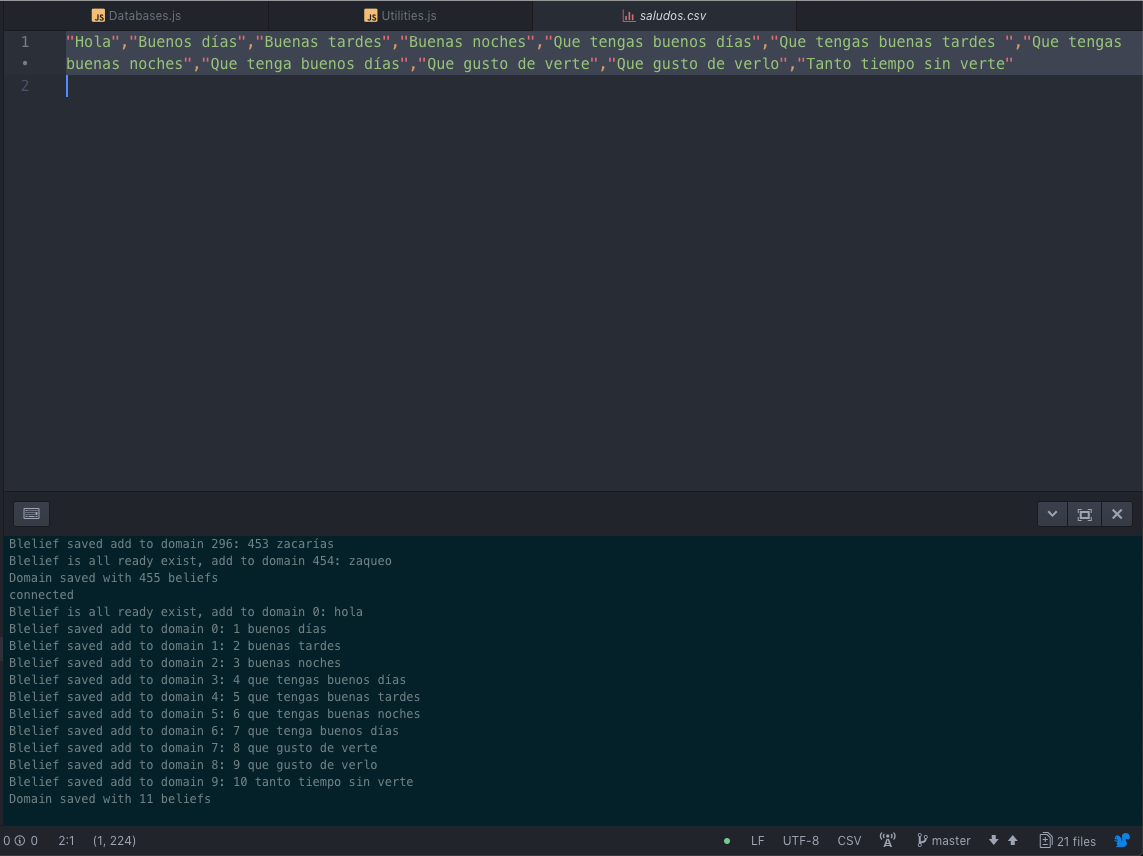 Databases.js
Utilities.js
saludos.csv
1 "Hola","Buenos días","Buenas tardes","Buenas noches","Que tengas buenos días","Que tengas buenas tardes ","Que tengas
• buenas noches","Que tenga buenos días","Que gusto de verte","Que gusto de verlo","Tanto tiempo sin verte"
2
Blelief saved add to domain 296: 453 zacarías
Blelief is all ready exist, add to domain 454: zaqueo
Domain saved with 455 beliefs
connected
Blelief is all ready exist, add to domain 0: hola
Blelief saved add to domain 0: 1 buenos días
Blelief saved add to domain 1: 2 buenas tardes
Blelief saved add to domain 2: 3 buenas noches
Blelief saved add to domain 3: 4 que tengas buenos días
Blelief saved add to domain 4: 5 que tengas buenas tardes
Blelief saved add to domain 5: 6 que tengas buenas noches
Blelief saved add to domain 6: 7 que tenga buenos días
Blelief saved add to domain 7: 8 que gusto de verte
Blelief saved add to domain 8: 9 que gusto de verlo
Blelief saved add to domain 9: 10 tanto tiempo sin verte
Domain saved with 11 beliefs
0 0 2:1 (1, 224) LF UTF-8 CSV master 21 files